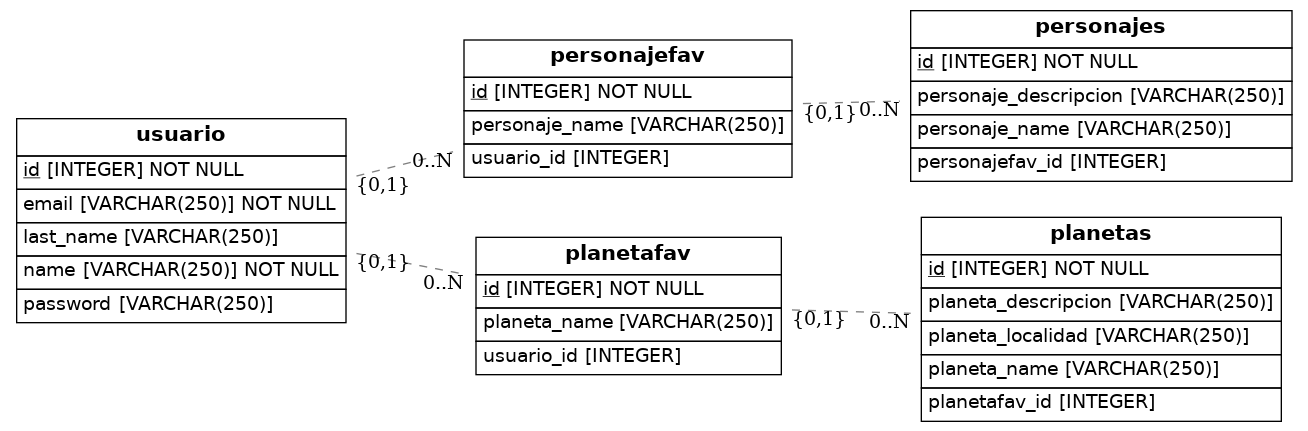 usuario
id [INTEGER] NOT NULL
email [VARCHAR(250)] NOT NULL
last_name [VARCHAR(250)]
name [VARCHAR(250)] NOT NULL
password [VARCHAR(250)]
{0,1}
0..N
{0,1}
0..N
personajefav
id [INTEGER] NOT NULL
personaje_name [VARCHAR(250)]
usuario_id [INTEGER]
{0,1}
0..N
personajes
id [INTEGER] NOT NULL
personaje_descripcion [VARCHAR(250)]
personaje_name [VARCHAR(250)]
personajefav_id [INTEGER]
planetafav
id [INTEGER] NOT NULL
planeta_name [VARCHAR(250)]
usuario_id [INTEGER]
{0,1}
0..N
planetas
id [INTEGER] NOT NULL
planeta_descripcion [VARCHAR(250)]
planeta_localidad [VARCHAR(250)]
planeta_name [VARCHAR(250)]
planetafav_id [INTEGER]